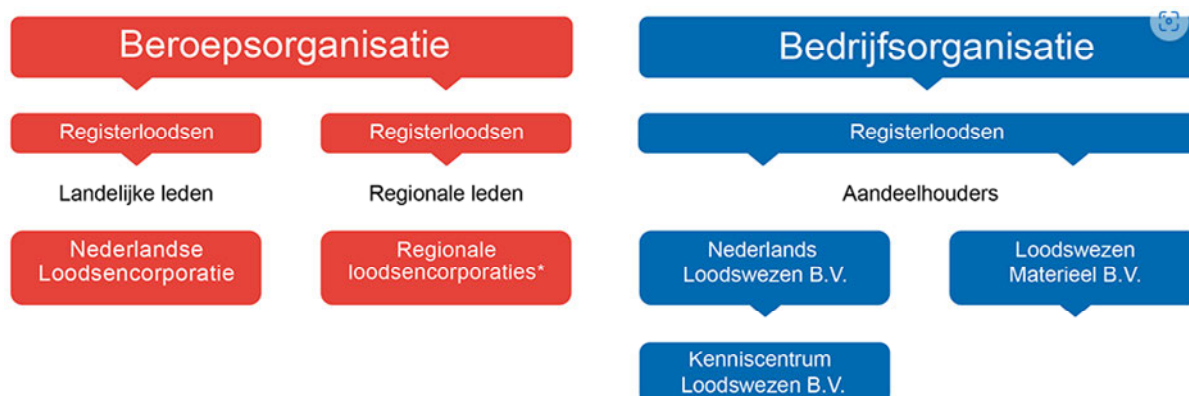 Beroepsorganisatie
Bedrijfsorganisatie
Registerloodsen
Registerloodsen
Registerloodsen
Landelijke leden
Regionale leden
Aandeelhouders
Nederlandse
Loodsencorporatie
Regionale
loodsencorporaties*
Nederlands
Loodswezen B.V.
Loodswezen
Materieel B.V.
Kenniscentrum
Loodswezen B.V.